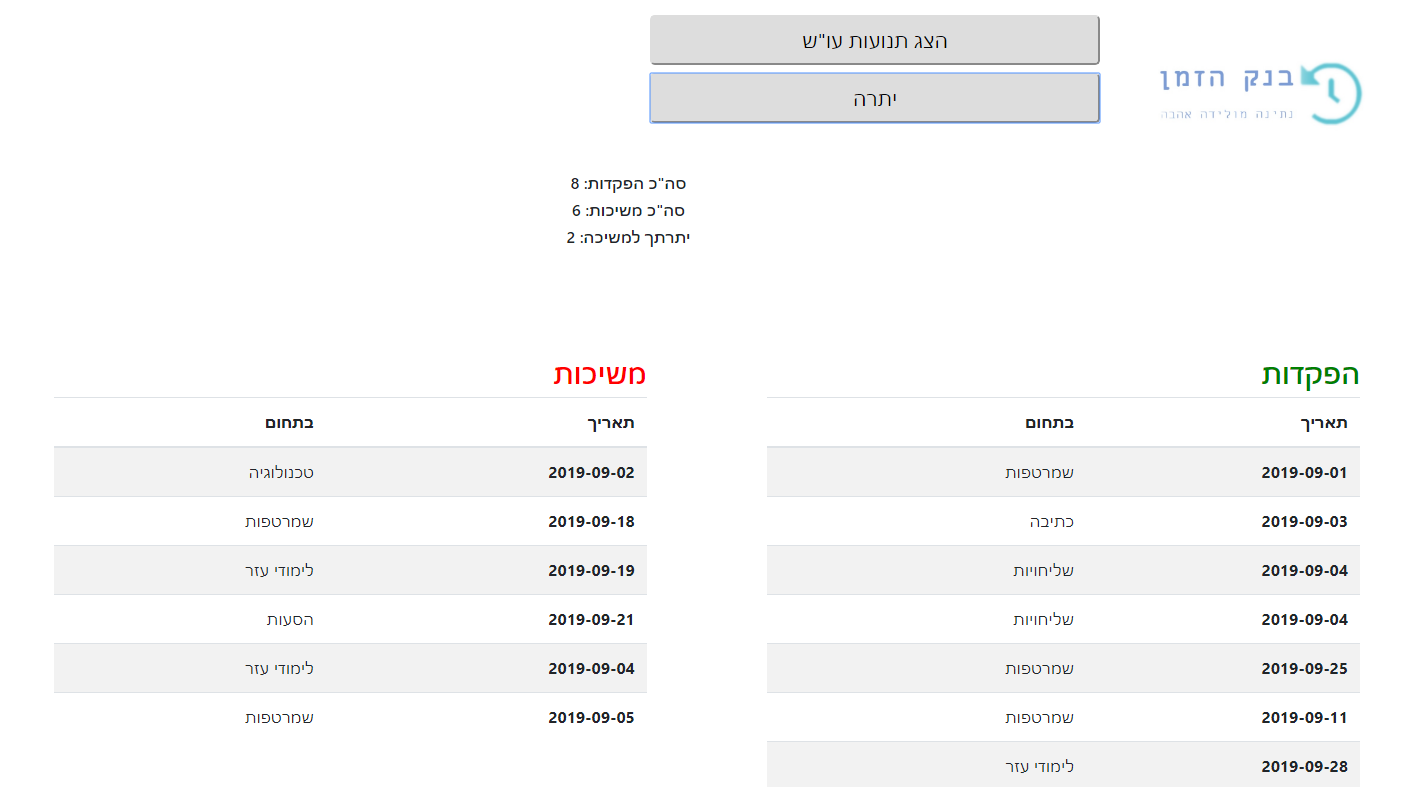 הצג תנועות עו"ש
יתרה
בנק הזמן
נתינה מולידה אהבה
סה"כ הפקדות: 8
סה"כ משיכות: 6
יתרתך למשיכה: 2
הפקדות
תאריך בתחום
2019-09-01 שמרטפות
2019-09-03 כתיבה
2019-09-04 שליחויות
2019-09-04 שליחויות
2019-09-25 שמרטפות
2019-09-11 שמרטפות
2019-09-28 לימודי עזר
משיכות
תאריך בתחום
2019-09-02 טכנולוגיה
2019-09-18 שמרטפות
2019-09-19 לימודי עזר
2019-09-21 הסעות
2019-09-04 לימודי עזר
2019-09-05 שמרטפות